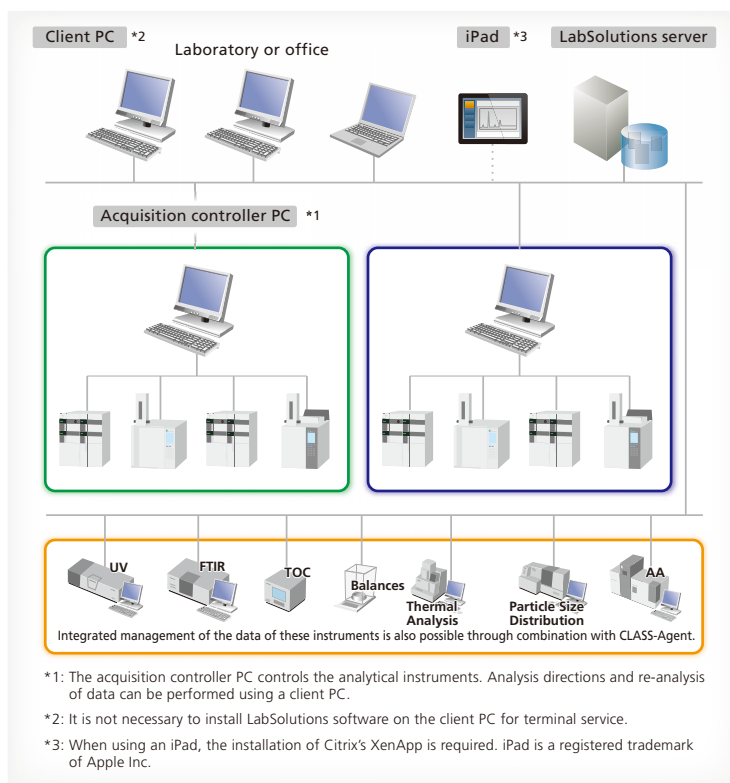 Client PC *2
Laboratory or office
iPad *3
LabSolutions server
Acquisition controller PC *1
UV
FTIR
TOC
Balances
Thermal
Analysis
Particle Size
Distribution
AA
Integrated management of the data of these instruments is also possible through combination with CLASS-Agent.
*1: The acquisition controller PC controls the analytical instruments. Analysis directions and re-analysis
of data can be performed using a client PC.
*2: It is not necessary to install LabSolutions software on the client PC for terminal service.
*3: When using an iPad, the installation of Citrix's XenApp is required. iPad is a registered trademark
of Apple Inc.